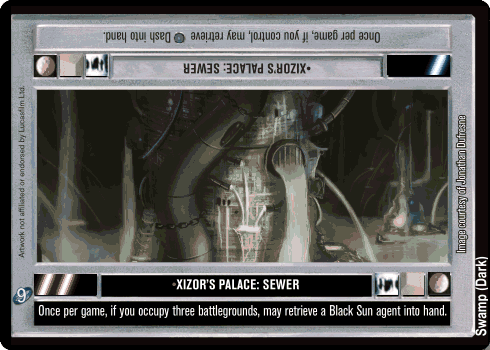 Once per game, if you control, may retrieve Dash into hand.
•XIZOR'S PALACE: SEWER
Artwork not affiliated or endorsed by Lucasfilm Ltd.
Image courtesy of Jonathan Dufresne
•XIZOR'S PALACE: SEWER
9
Once per game, if you occupy three battlegrounds, may retrieve a Black Sun agent into hand.
Swamp (Dark)